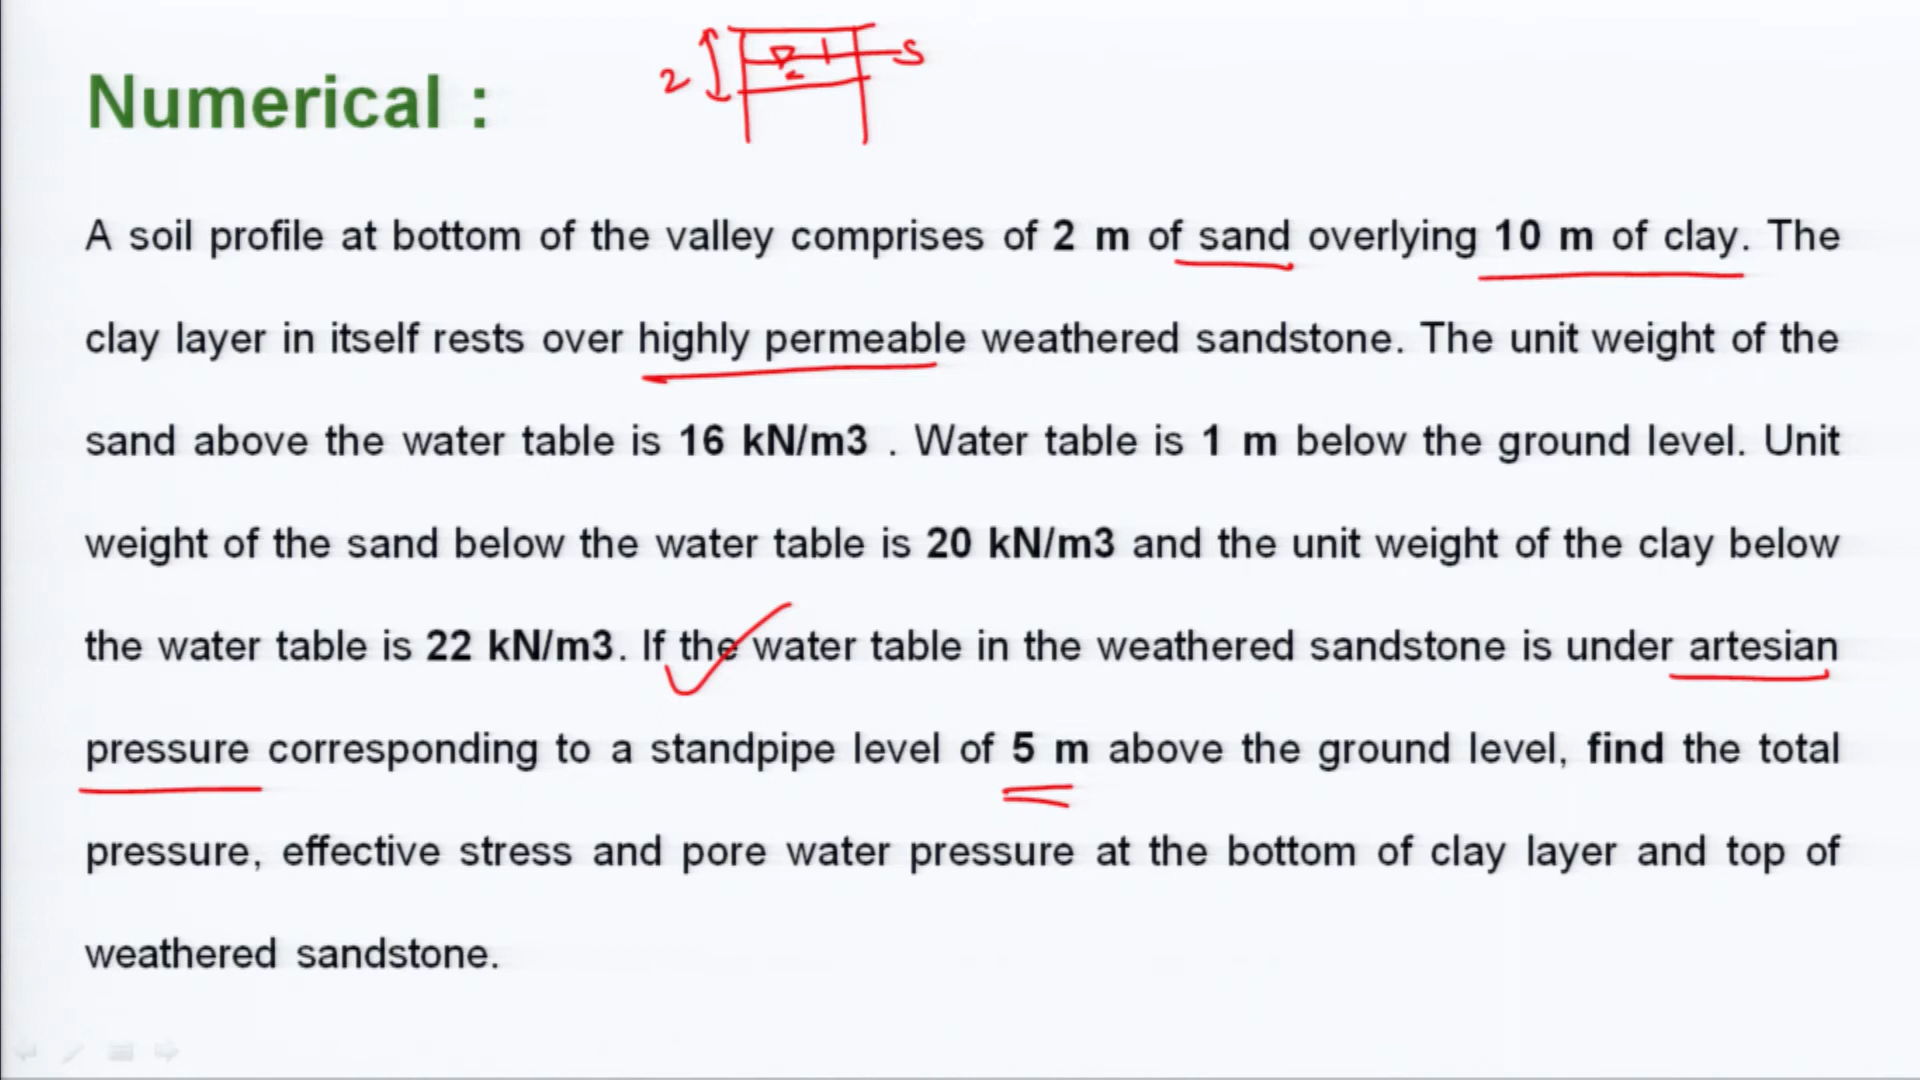 2
S
Numerical :
A soil profile at bottom of the valley comprises of 2 m of sand overlying 10 m of clay. The
clay layer in itself rests over highly permeable weathered sandstone. The unit weight of the
sand above the water table is 16 kN/m3 . Water table is 1 m below the ground level. Unit
weight of the sand below the water table is 20 kN/m3 and the unit weight of the clay below
the water table is 22 kN/m3. If the water table in the weathered sandstone is under artesian
pressure corresponding to a standpipe level of 5 m above the ground level, find the total
pressure, effective stress and pore water pressure at the bottom of clay layer and top of
weathered sandstone.